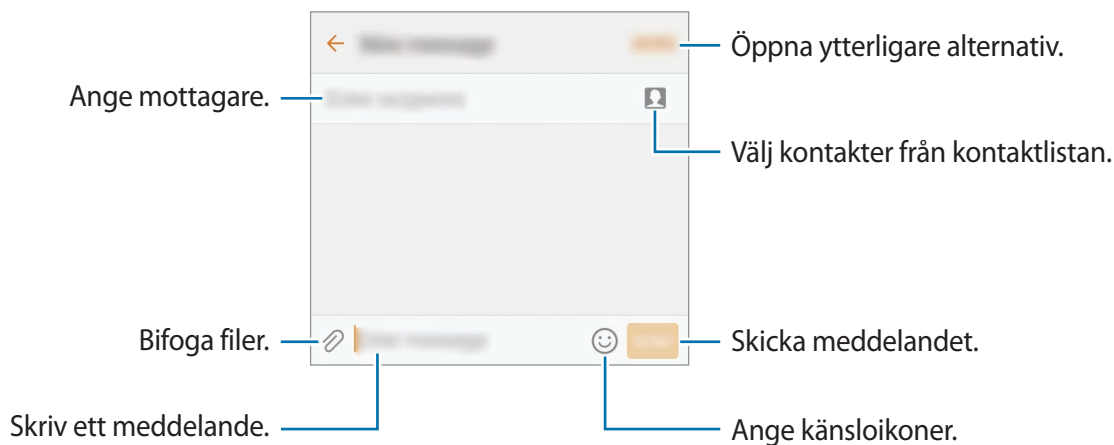 Öppna ytterligare alternativ.
Ange mottagare.
Välj kontakter från kontaktlistan.
Bifoga filer.
Skicka meddelandet.
Skriv ett meddelande.
Ange känsloikoner.